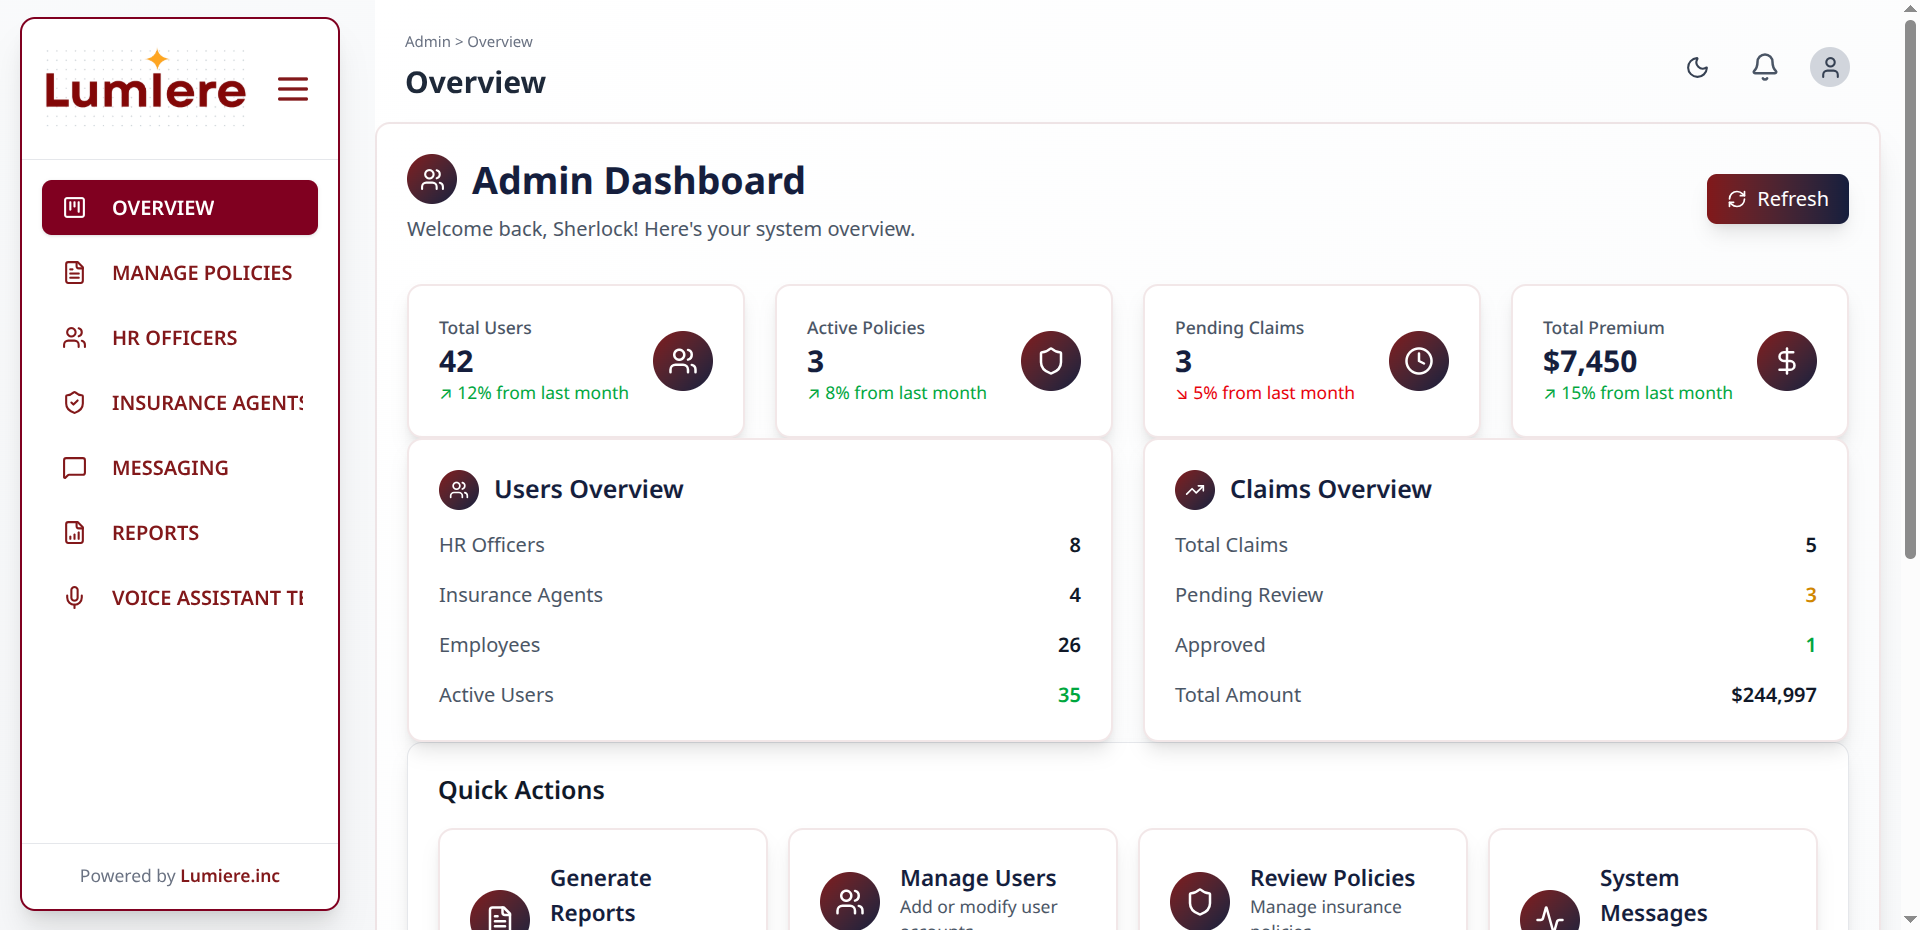 Lumiere
OVERVIEW
MANAGE POLICIES
HR OFFICERS
INSURANCE AGENTS
MESSAGING
REPORTS
VOICE ASSISTANT
Powered by Lumiere.inc
Admin > Overview
Overview
Admin Dashboard
Welcome back, Sherlock! Here's your system overview.
Refresh
Total Users
42
12% from last month
Active Policies
3
8% from last month
Pending Claims
3
5% from last month
Total Premium
$7,450
15% from last month
Users Overview
HR Officers 8
Insurance Agents 4
Employees 26
Active Users 35
Claims Overview
Total Claims 5
Pending Review 3
Approved 1
Total Amount $244,997
Quick Actions
Generate
Reports
Manage Users
Add or modify user
Review Policies
Manage insurance
System
Messages